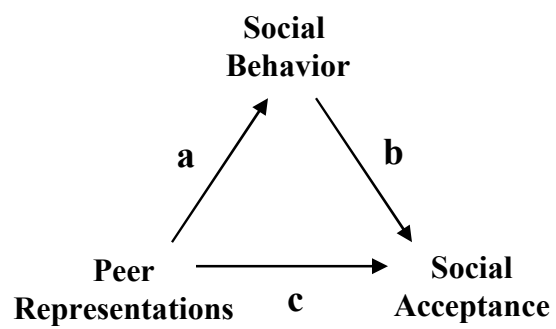 Social
Behavior
a
b
Peer
Representations
c
Social
Acceptance